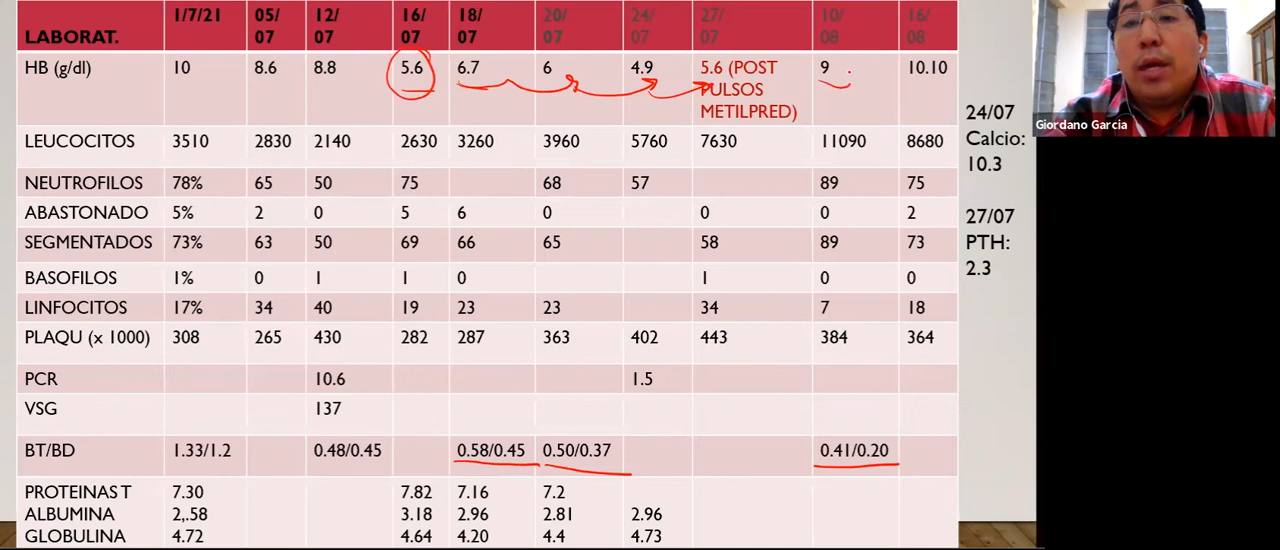 LABORAT. 1/7/21 05/07 12/07 16/07 18/07 20/07 24/07 27/07 10/08 16/08
HB (g/dl) 10 8.6 8.8 5.6 6.7 6 4.9 5.6 (POST PULSOS METILPRED) 9 10.10
LEUCOCITOS 3510 2830 2140 2630 3260 3960 5760 7630 11090 8680
NEUTROFILOS 78% 65 50 75 68 57 89 75
ABASTONADO 5% 2 0 5 6 0 0 0 2
SEGMENTADOS 73% 63 50 69 66 65 58 89 73
BASOFILOS 1% 0 1 1 0 1 0 0
LINFOCITOS 17% 34 40 19 23 23 34 7 18
PLAQU (x 1000) 308 265 430 282 287 363 402 443 384 364
PCR 10.6 1.5
VSG 137
BT/BD 1.33/1.2 0.48/0.45 0.58/0.45 0.50/0.37 0.41/0.20
PROTEINAS T 7.30 7.82 7.16 7.2
ALBUMINA 2,.58 3.18 2.96 2.81 2.96
GLOBULINA 4.72 4.64 4.20 4.4 4.73
24/07
Calcio:
10.3
27/07
PTH:
2.3
Giordano García